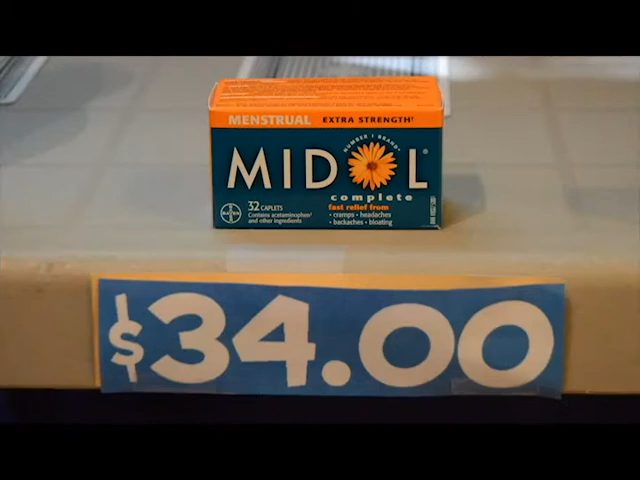 MENSTRUAL EXTRA STRENGTH†
NUMBER 1 BRAND*
MIDOL®
complete
32 CAPLETS
Contains acetaminophen†
and other ingredients
BAYER
fast relief from
• cramps • headaches
• backaches • bloating
$34.00